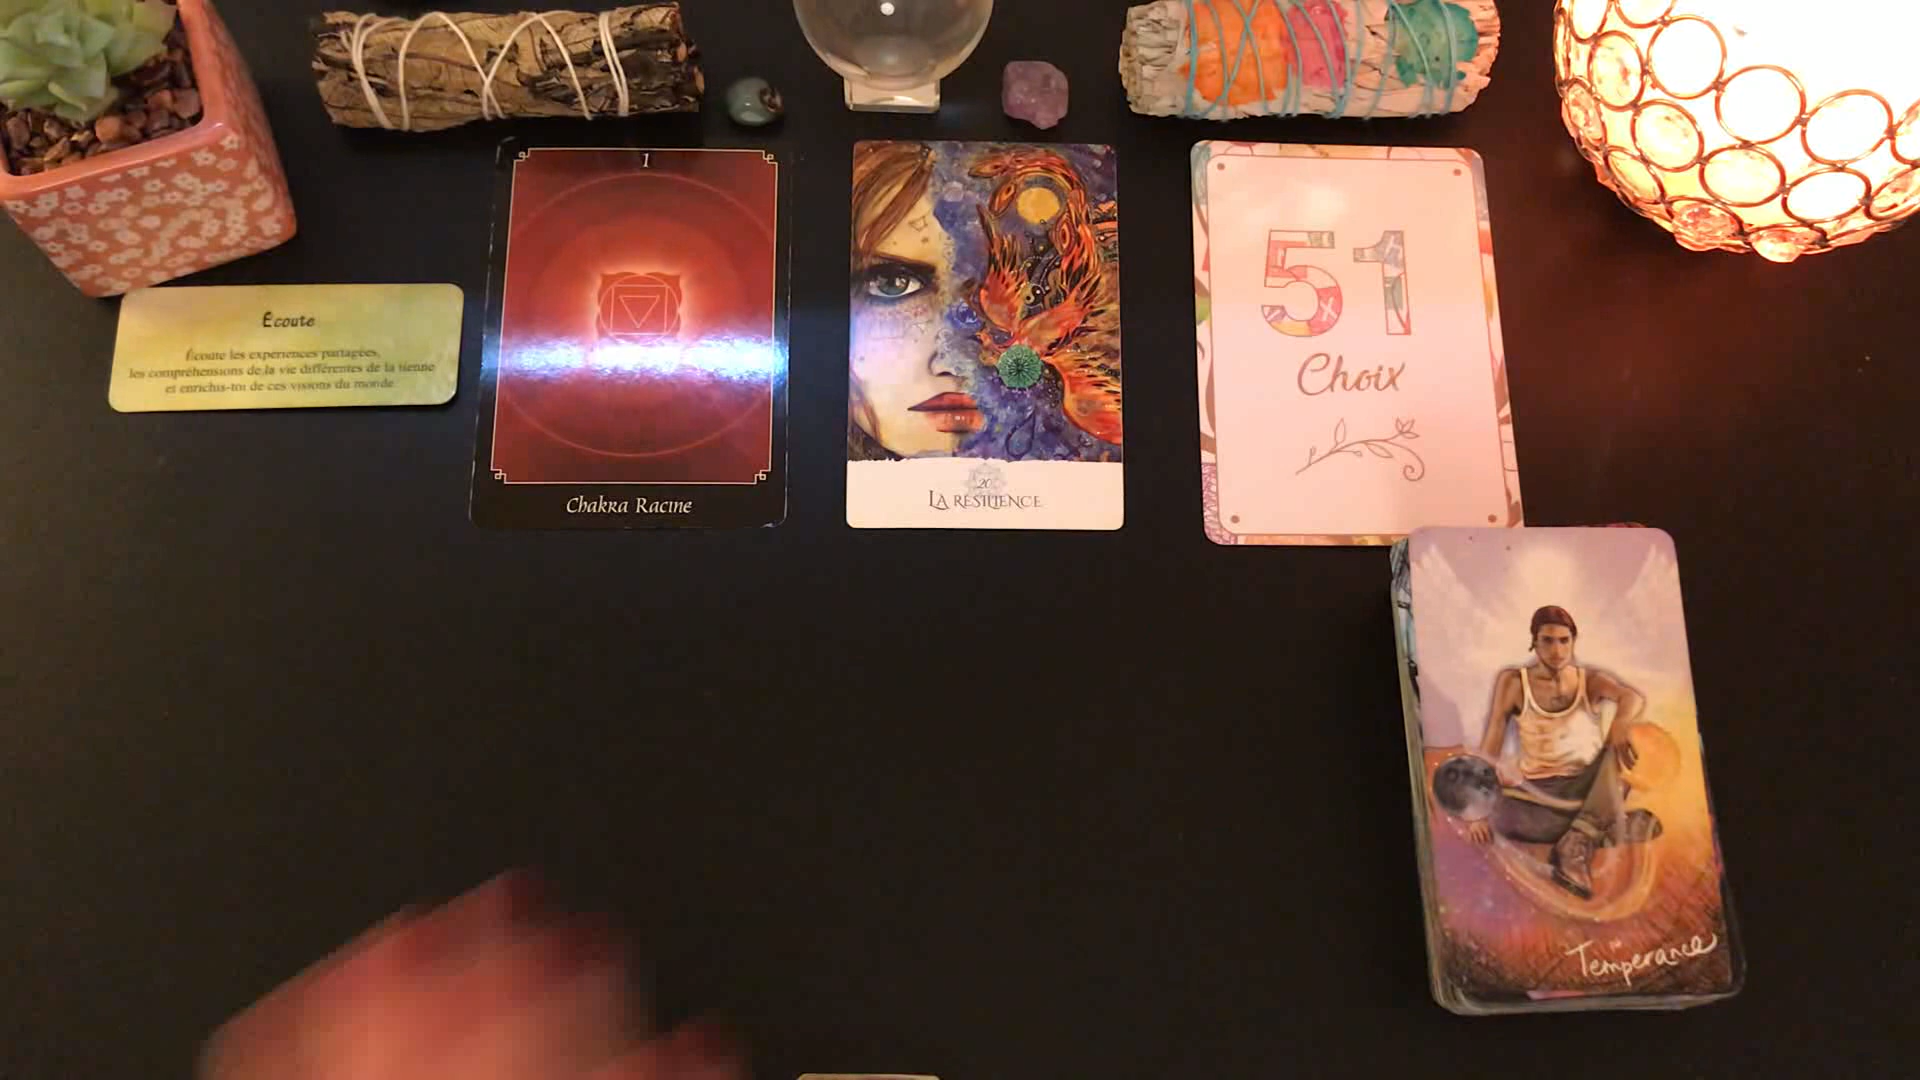 Écoute
Écoute les expériences partagées,
les compréhensions de la vie différentes de la tienne
et enrichis-toi de ces visions du monde.
1
Chakra Racine
20
LA RÉSILIENCE
51
Choix
Temperance